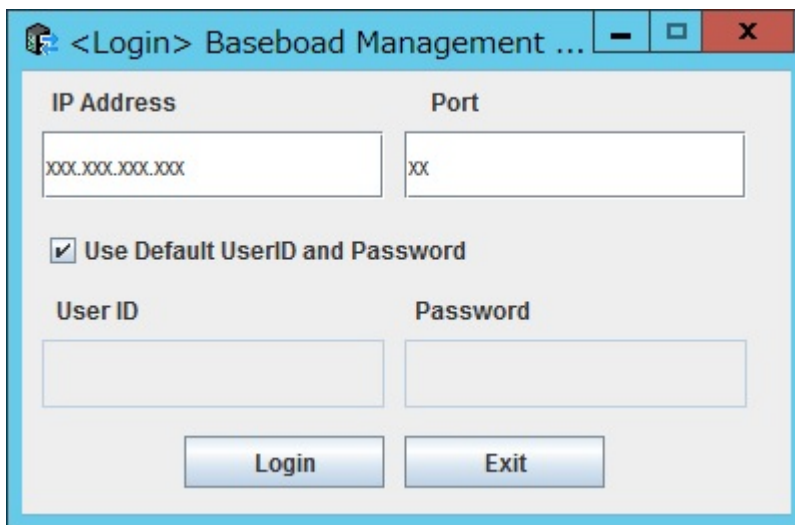 <Login> Baseboad Management ...
IP Address Port
xxx.xxx.xxx.xxx xx
Use Default UserID and Password
User ID Password
Login Exit